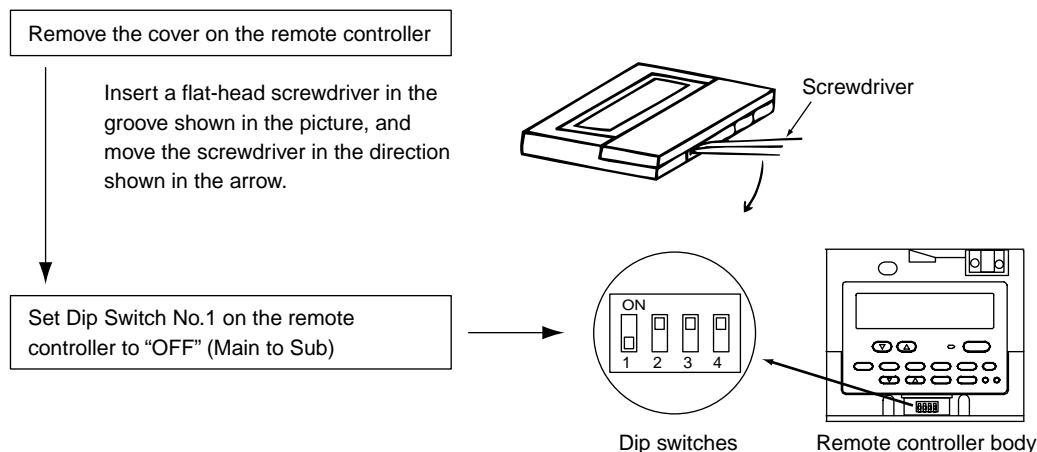 Remove the cover on the remote controller
Insert a flat-head screwdriver in the
groove shown in the picture, and
move the screwdriver in the direction
shown in the arrow.
Screwdriver
Set Dip Switch No.1 on the remote
controller to “OFF” (Main to Sub)
ON
1 2 3 4
Dip switches
Remote controller body